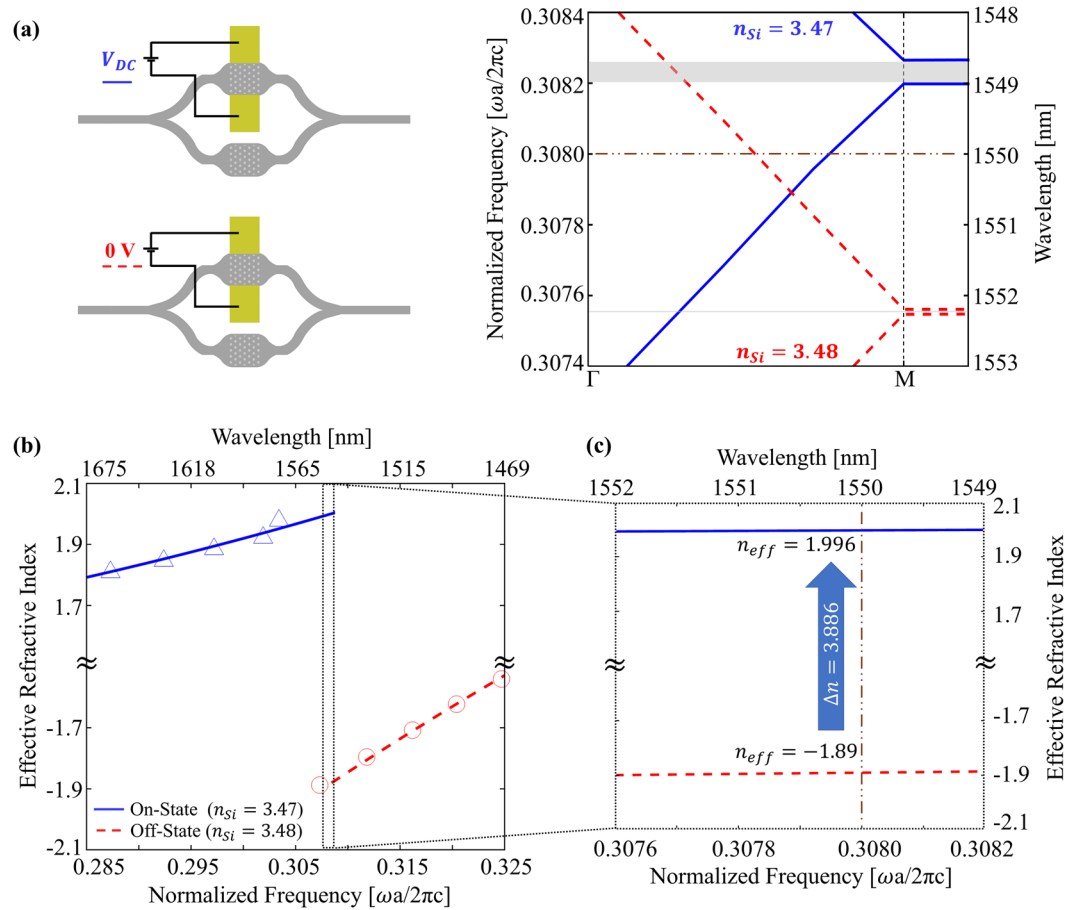 (a)
V_DC
0 V
n_Si = 3.47
n_Si = 3.48
Normalized Frequency [ωa/2πc]
0.3084
0.3082
0.3080
0.3078
0.3076
0.3074
Γ
M
1548
1549
1550
1551
1552
1553
Wavelength [nm]
(b)
Wavelength [nm]
1675
1618
1565
1515
1469
2.1
1.9
1.7
-1.7
-1.9
-2.1
Effective Refractive Index
On-State (n_Si = 3.47)
Off-State (n_Si = 3.48)
0.285
0.295
0.305
0.315
0.325
Normalized Frequency [ωa/2πc]
(c)
Wavelength [nm]
1552
1551
1550
1549
n_eff = 1.996
Δn = 3.886
n_eff = −1.89
2.1
1.9
1.7
-1.7
-1.9
-2.1
Effective Refractive Index
0.3076
0.3078
0.3080
0.3082
Normalized Frequency [ωa/2πc]